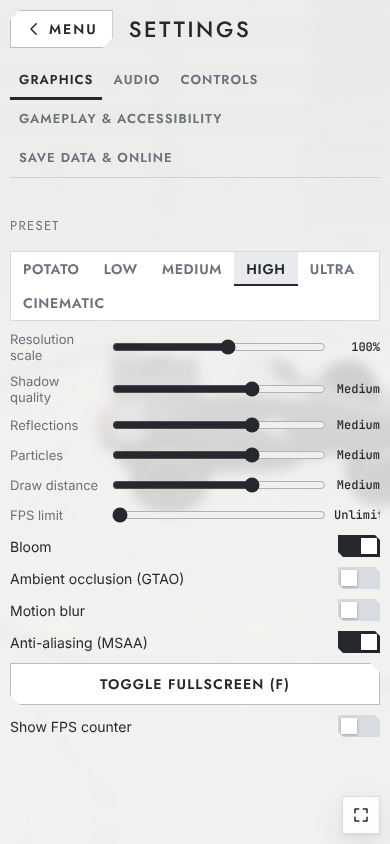 MENU SETTINGS
GRAPHICS AUDIO CONTROLS
GAMEPLAY & ACCESSIBILITY
SAVE DATA & ONLINE
PRESET
POTATO LOW MEDIUM HIGH ULTRA
CINEMATIC
Resolution scale 100%
Shadow quality Medium
Reflections Medium
Particles Medium
Draw distance Medium
FPS limit Unlimit
Bloom
Ambient occlusion (GTAO)
Motion blur
Anti-aliasing (MSAA)
TOGGLE FULLSCREEN (F)
Show FPS counter